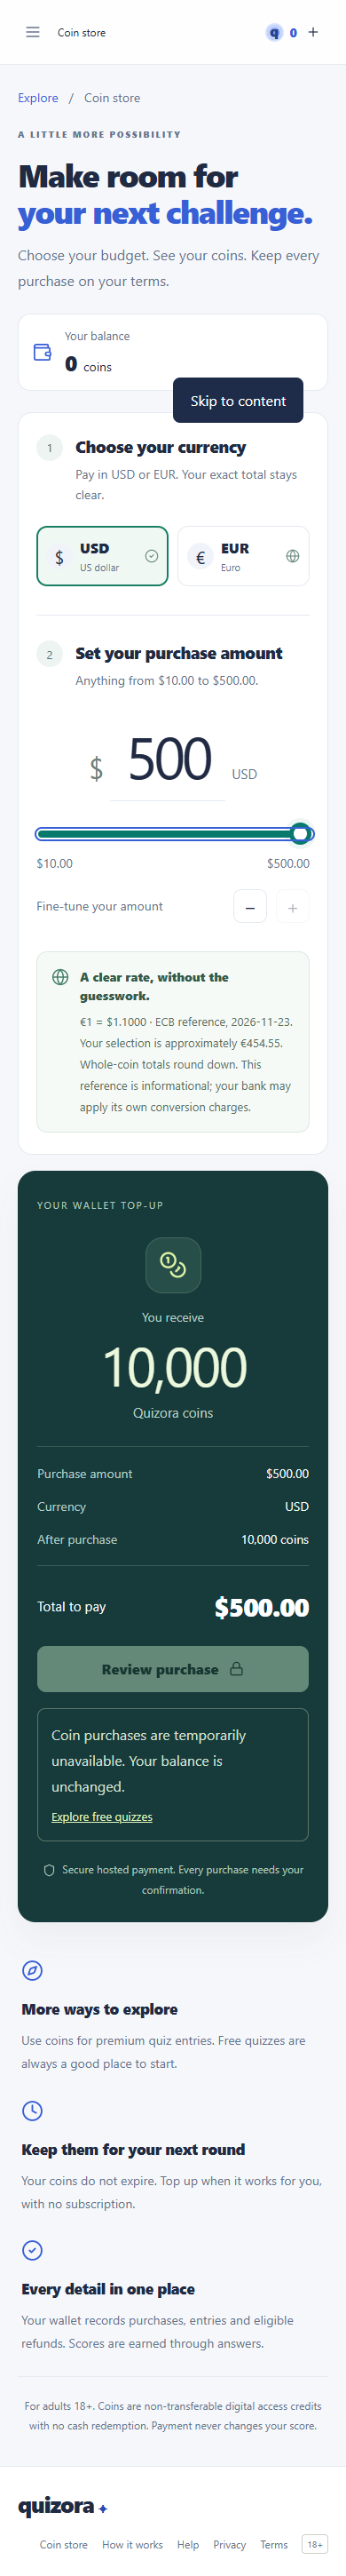 Coin store
q 0 +
Explore / Coin store
A LITTLE MORE POSSIBILITY
Make room for
your next challenge.
Choose your budget. See your coins. Keep every
purchase on your terms.
Your balance
0 coins
Skip to content
1 Choose your currency
Pay in USD or EUR. Your exact total stays
clear.
$ USD
US dollar
€ EUR
Euro
2 Set your purchase amount
Anything from $10.00 to $500.00.
$ 500 USD
$10.00 $500.00
Fine-tune your amount − +
A clear rate, without the
guesswork.
€1 = $1.1000 · ECB reference, 2026-11-23.
Your selection is approximately €454.55.
Whole-coin totals round down. This
reference is informational; your bank may
apply its own conversion charges.
YOUR WALLET TOP-UP
You receive
10,000
Quizora coins
Purchase amount $500.00
Currency USD
After purchase 10,000 coins
Total to pay $500.00
Review purchase
Coin purchases are temporarily
unavailable. Your balance is
unchanged.
Explore free quizzes
Secure hosted payment. Every purchase needs your
confirmation.
More ways to explore
Use coins for premium quiz entries. Free quizzes are
always a good place to start.
Keep them for your next round
Your coins do not expire. Top up when it works for you,
with no subscription.
Every detail in one place
Your wallet records purchases, entries and eligible
refunds. Scores are earned through answers.
For adults 18+. Coins are non-transferable digital access credits
with no cash redemption. Payment never changes your score.
quizora
Coin store How it works Help Privacy Terms 18+